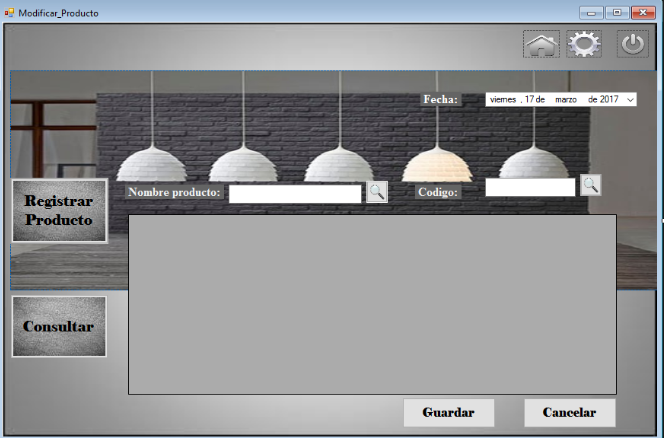 Modificar_Producto
Fecha:
viernes , 17 de marzo de 2017
Nombre producto:
Codigo:
Registrar
Producto
Consultar
Guardar
Cancelar